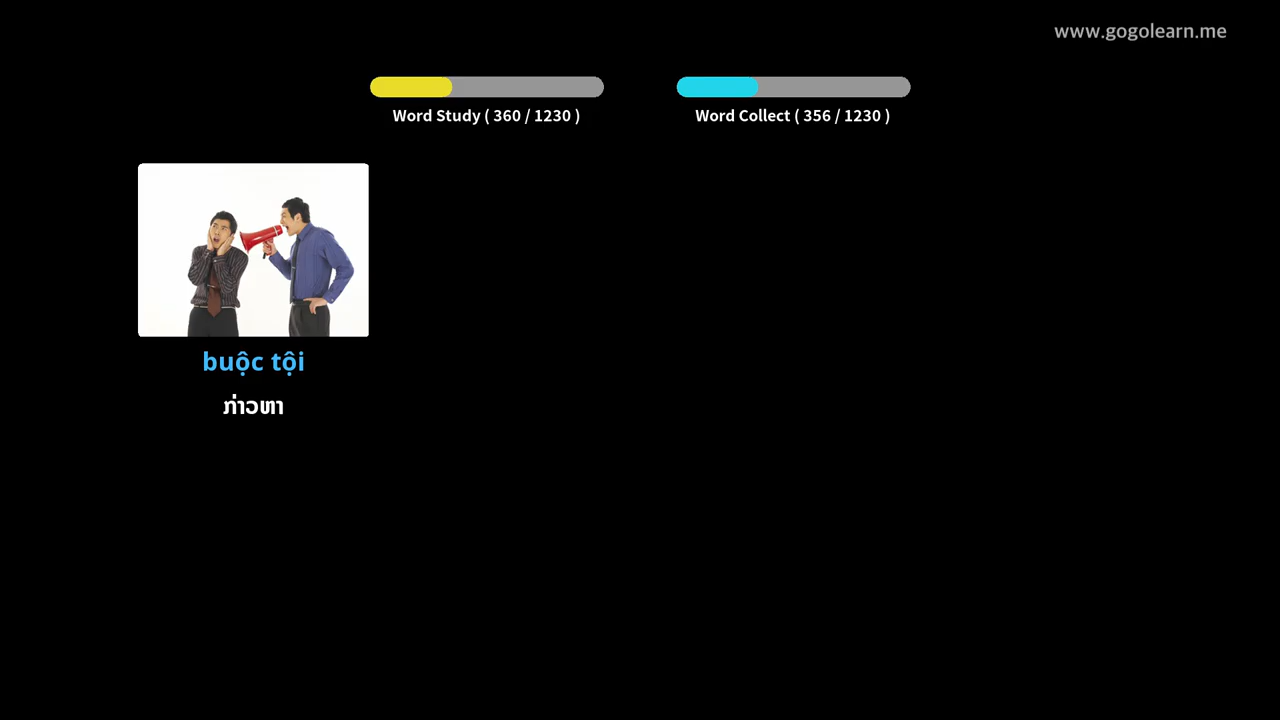 www.gogolearn.me
Word Study ( 360 / 1230 )
Word Collect ( 356 / 1230 )
buộc tội
ກ່າວຫາ